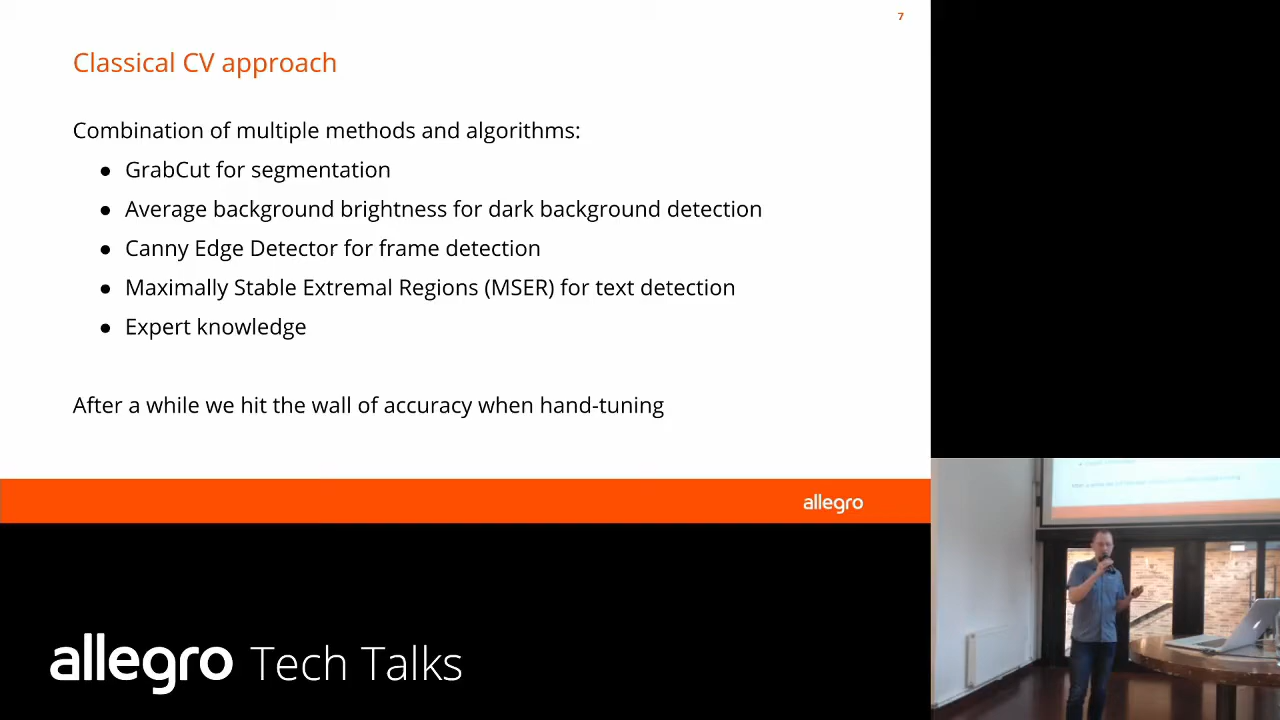 7
Classical CV approach
Combination of multiple methods and algorithms:
● GrabCut for segmentation
● Average background brightness for dark background detection
● Canny Edge Detector for frame detection
● Maximally Stable Extremal Regions (MSER) for text detection
● Expert knowledge
After a while we hit the wall of accuracy when hand-tuning
allegro
allegro Tech Talks